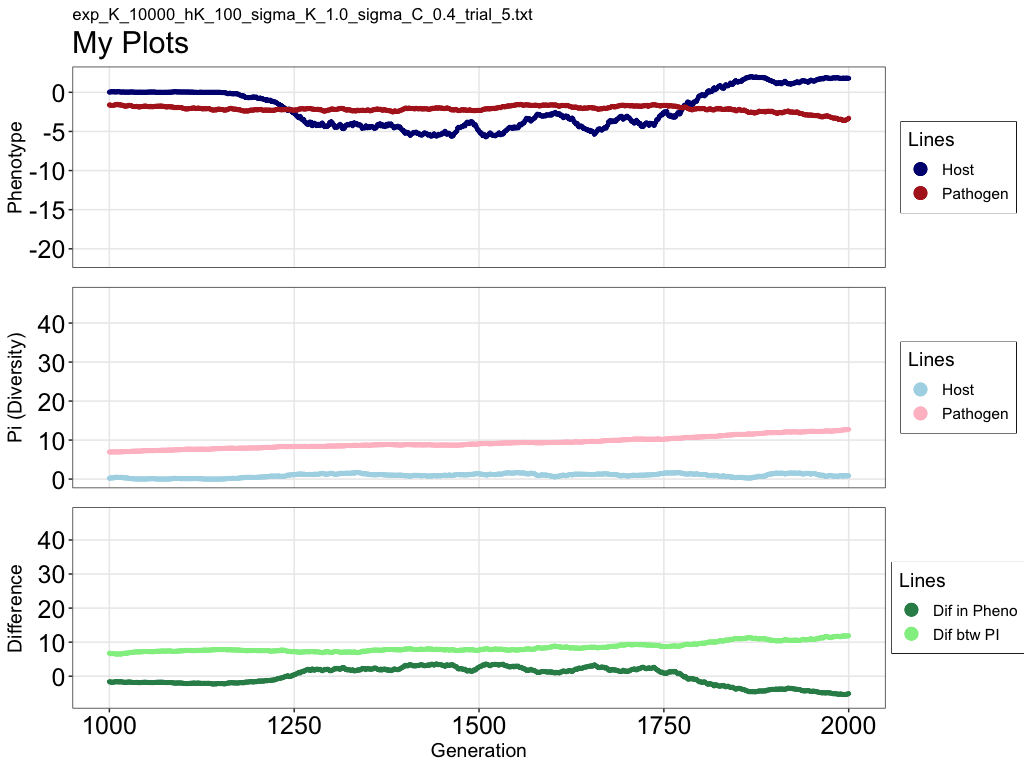 exp_K_10000_hK_100_sigma_K_1.0_sigma_C_0.4_trial_5.txt
My Plots
Phenotype
0
-5
-10
-15
-20
Lines
Host
Pathogen
Pi (Diversity)
40
30
20
10
0
Lines
Host
Pathogen
Difference
40
30
20
10
0
Lines
Dif in Pheno
Dif btw PI
1000 1250 1500 1750 2000
Generation